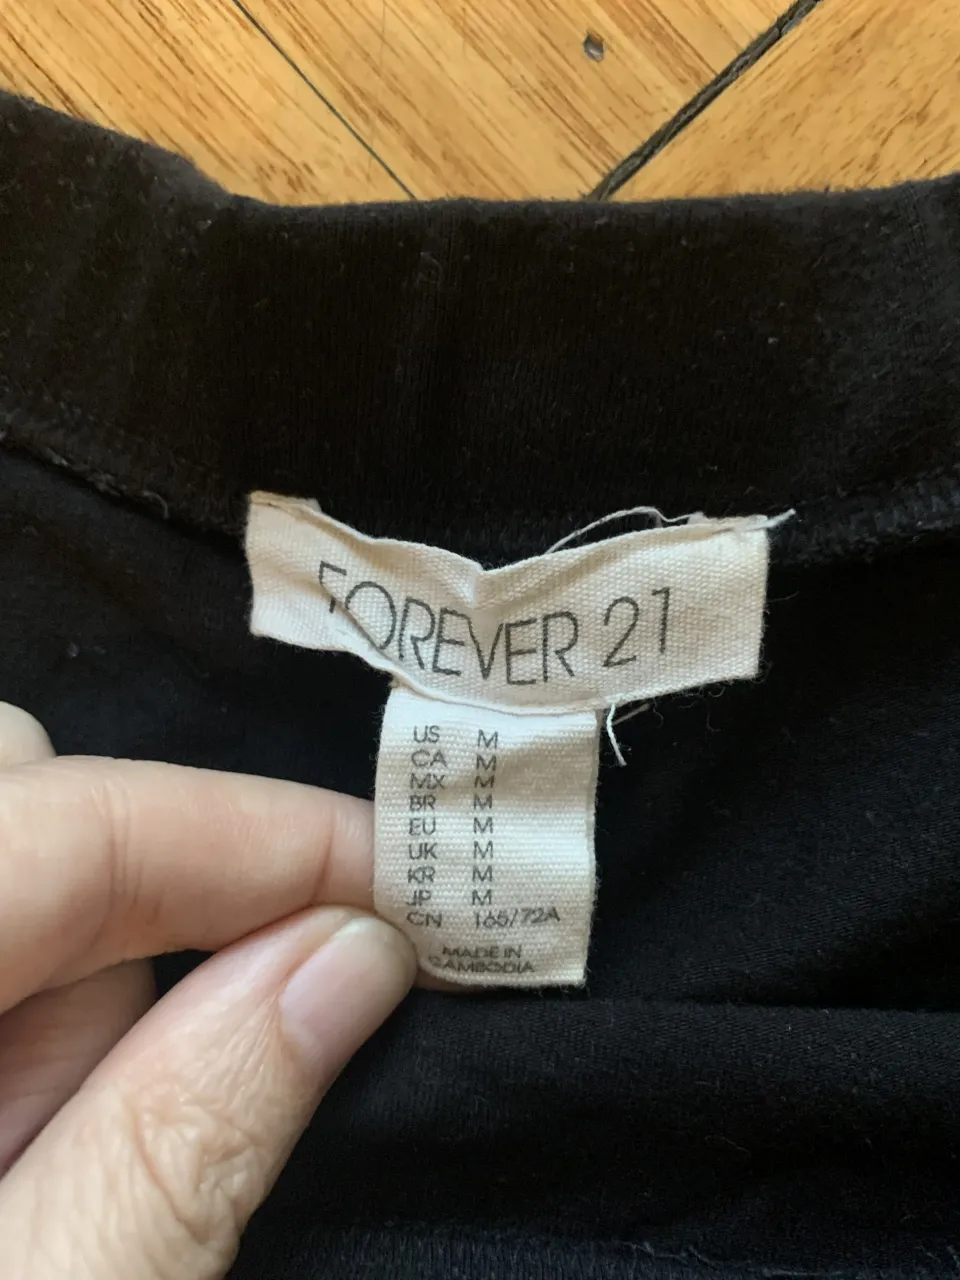 FOREVER 21
US M
CA M
MX M
BR M
EU M
UK M
KR M
JP M
CN 165/72A
MADE IN
CAMBODIA